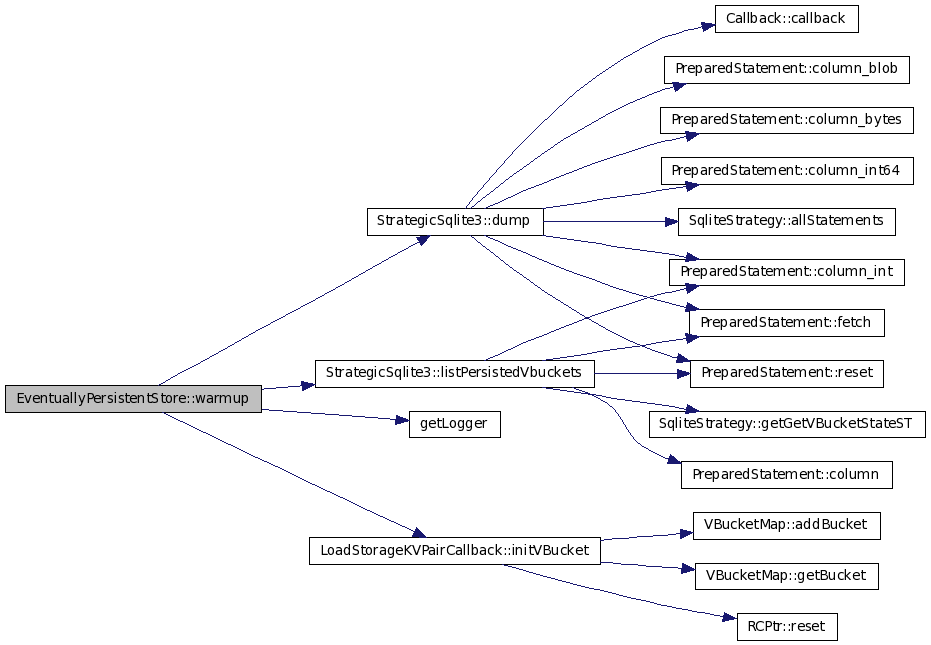 Callback::callback
PreparedStatement::column_blob
PreparedStatement::column_bytes
PreparedStatement::column_int64
StrategicSqlite3::dump
SqliteStrategy::allStatements
PreparedStatement::column_int
PreparedStatement::fetch
StrategicSqlite3::listPersistedVbuckets
PreparedStatement::reset
EventuallyPersistentStore::warmup
getLogger
SqliteStrategy::getGetVBucketStateST
PreparedStatement::column
VBucketMap::addBucket
LoadStorageKVPairCallback::initVBucket
VBucketMap::getBucket
RCPtr::reset